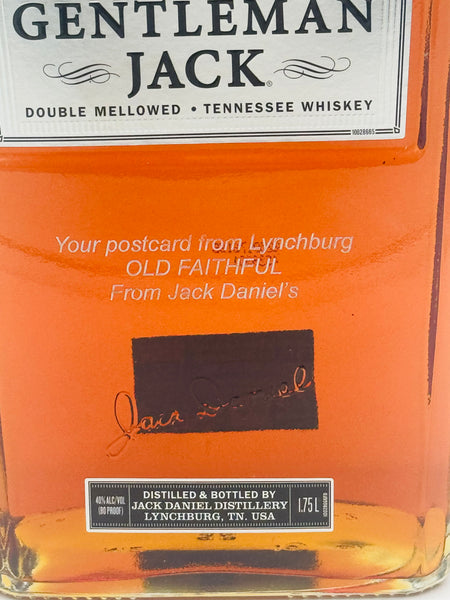 GENTLEMAN
JACK®
DOUBLE MELLOWED • TENNESSEE WHISKEY
10028685
Your postcard from Lynchburg
OLD FAITHFUL
From Jack Daniel's
Jack Daniel
40% ALC/VOL
(80 PROOF)
DISTILLED & BOTTLED BY
JACK DANIEL DISTILLERY
LYNCHBURG, TN. USA
1.75 L